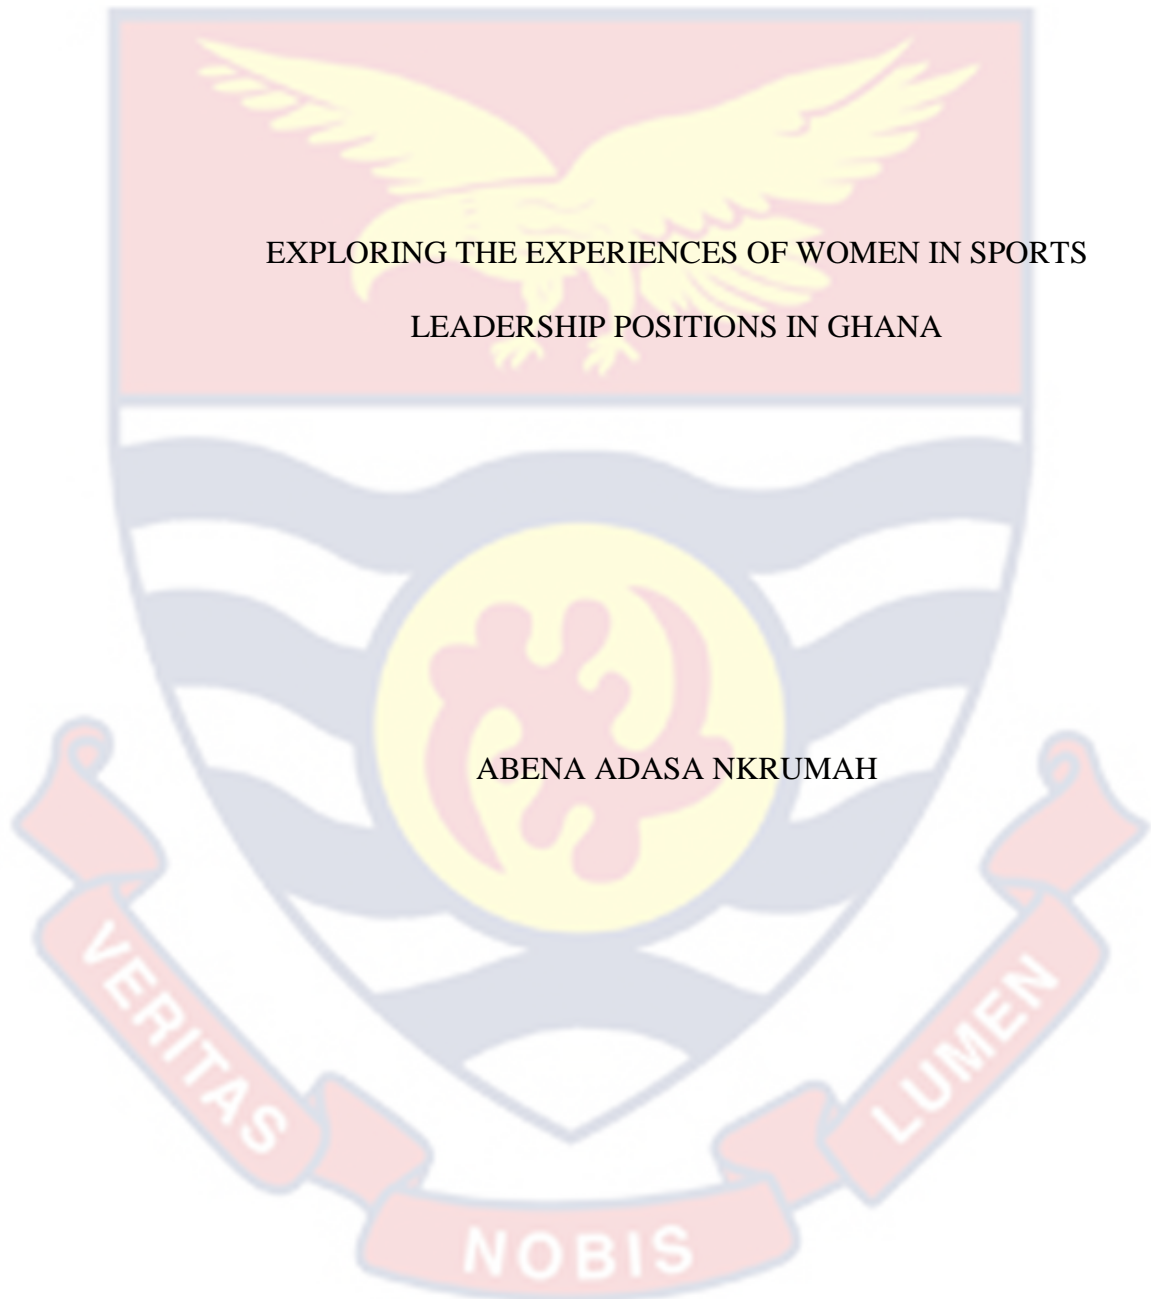 EXPLORING THE EXPERIENCES OF WOMEN IN SPORTS
LEADERSHIP POSITIONS IN GHANA
ABENA ADASA NKRUMAH
VERITAS
NOBIS
LUMEN